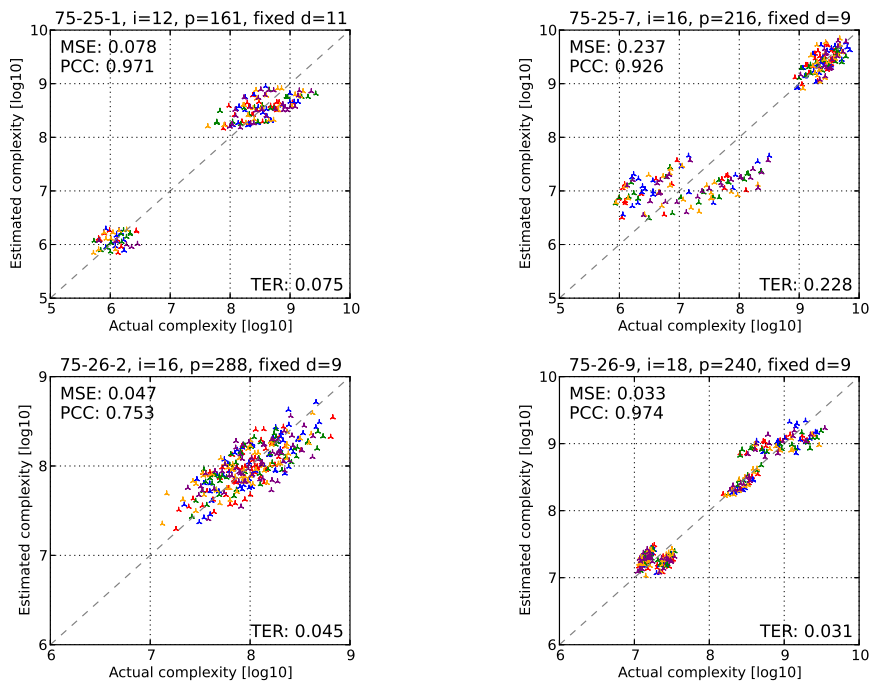 75-25-1, i=12, p=161, fixed d=11
MSE: 0.078
PCC: 0.971
TER: 0.075
Estimated complexity [log10]
10
9
8
7
6
5
5 6 7 8 9 10
Actual complexity [log10]
75-25-7, i=16, p=216, fixed d=9
MSE: 0.237
PCC: 0.926
TER: 0.228
Estimated complexity [log10]
10
9
8
7
6
5
5 6 7 8 9 10
Actual complexity [log10]
75-26-2, i=16, p=288, fixed d=9
MSE: 0.047
PCC: 0.753
TER: 0.045
Estimated complexity [log10]
9
8
7
6
6 7 8 9
Actual complexity [log10]
75-26-9, i=18, p=240, fixed d=9
MSE: 0.033
PCC: 0.974
TER: 0.031
Estimated complexity [log10]
10
9
8
7
6
6 7 8 9 10
Actual complexity [log10]